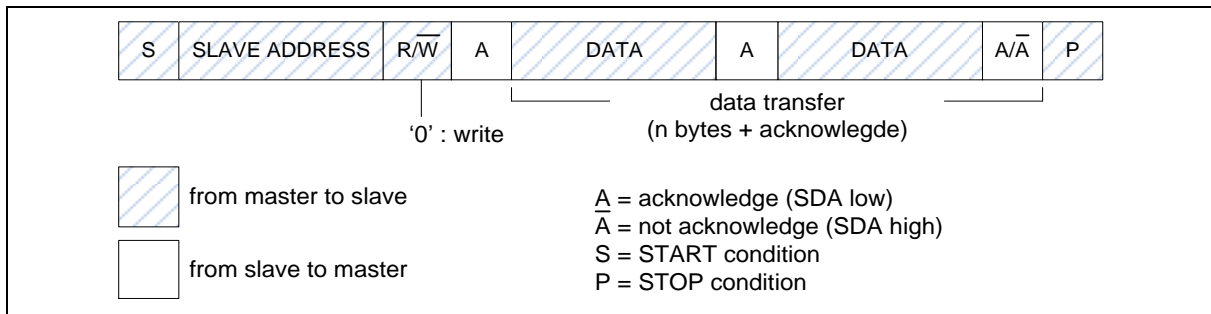 S SLAVE ADDRESS R/W̅ A DATA A DATA A/A̅ P
data transfer
(n bytes + acknowlegde)
‘0’ : write
from master to slave
from slave to master
A = acknowledge (SDA low)
A̅ = not acknowledge (SDA high)
S = START condition
P = STOP condition